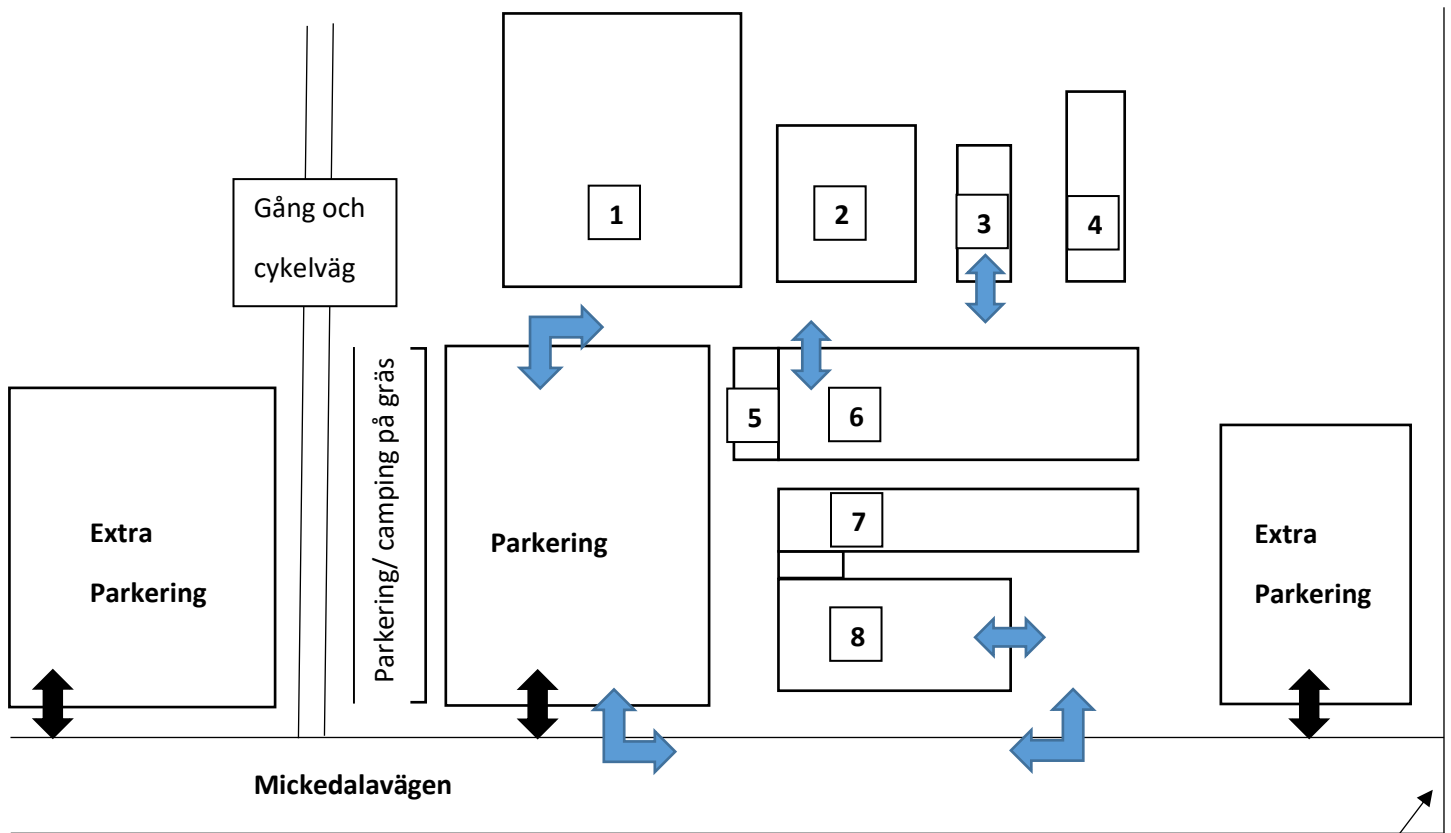 1
2
3
4
Gång och
cykelväg
Parkering/ camping på gräs
5
6
7
8
Extra
Parkering
Parkering
Extra
Parkering
Mickedalavägen